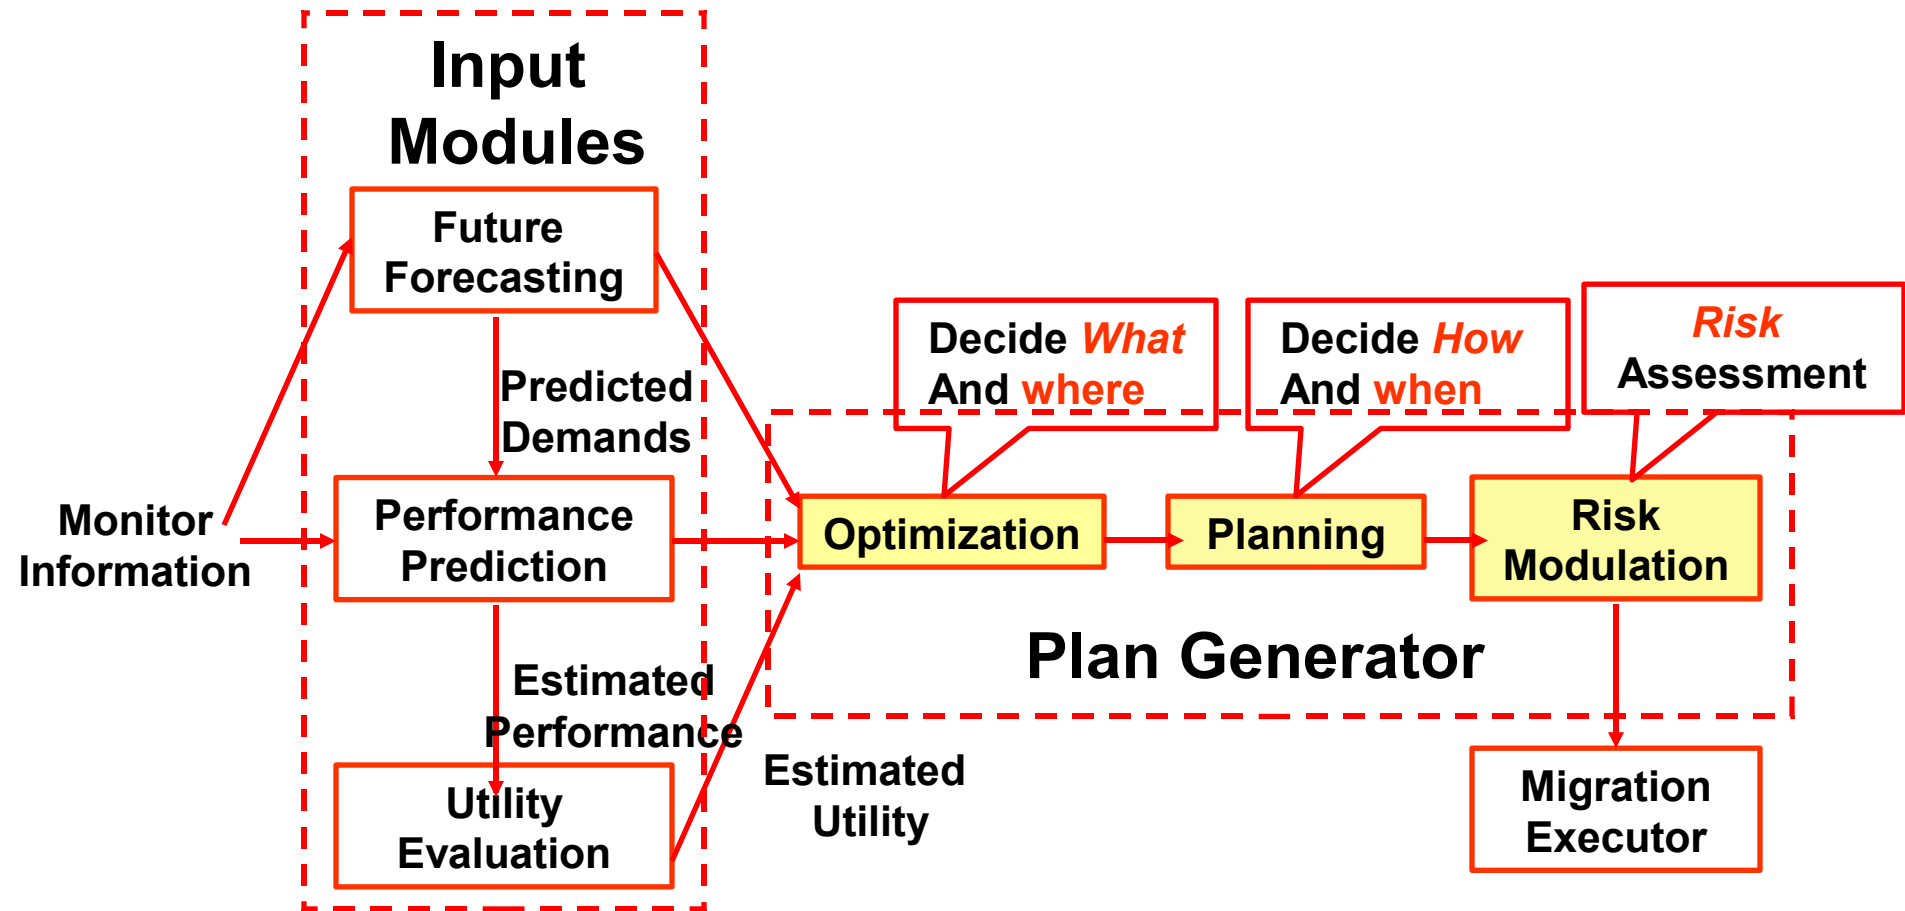 Input
Modules
Future
Forecasting
Predicted
Demands
Monitor
Information
Performance
Prediction
Estimated
Performance
Utility
Evaluation
Estimated
Utility
Decide What
And where
Decide How
And when
Risk
Assessment
Optimization
Planning
Risk
Modulation
Plan Generator
Migration
Executor